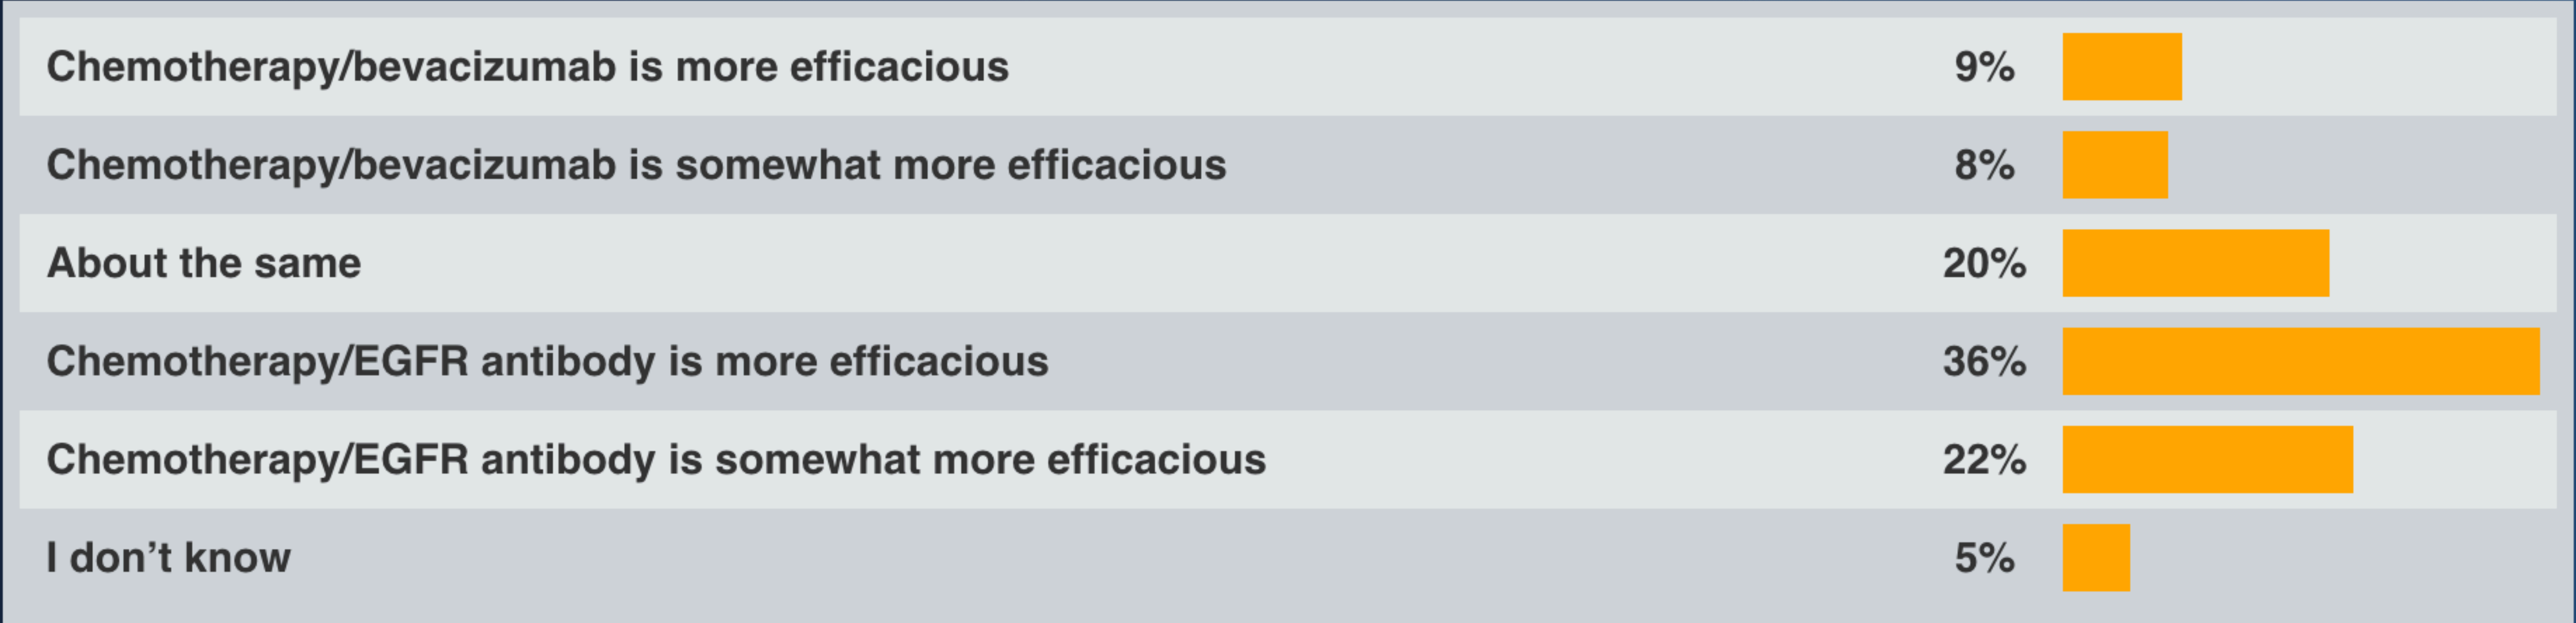 Chemotherapy/bevacizumab is more efficacious 9%
Chemotherapy/bevacizumab is somewhat more efficacious 8%
About the same 20%
Chemotherapy/EGFR antibody is more efficacious 36%
Chemotherapy/EGFR antibody is somewhat more efficacious 22%
I don’t know 5%